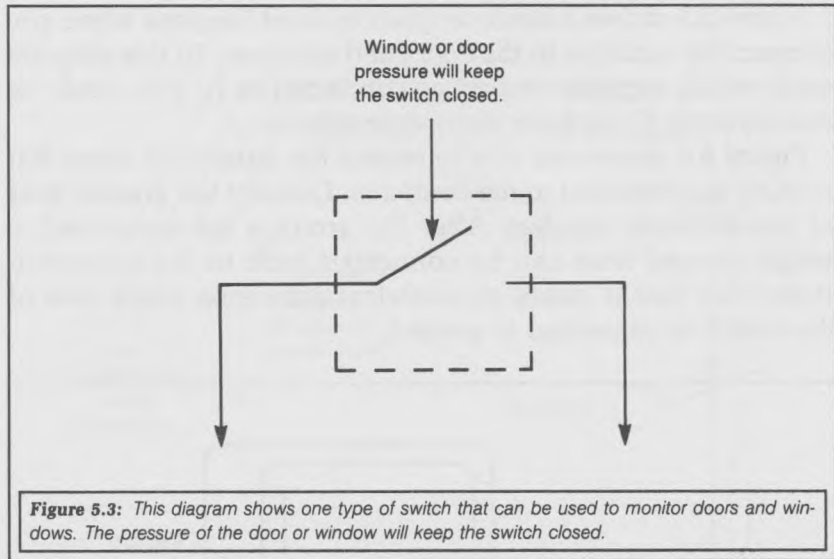 Window or door
pressure will keep
the switch closed.
Figure 5.3: This diagram shows one type of switch that can be used to monitor doors and win-
dows. The pressure of the door or window will keep the switch closed.